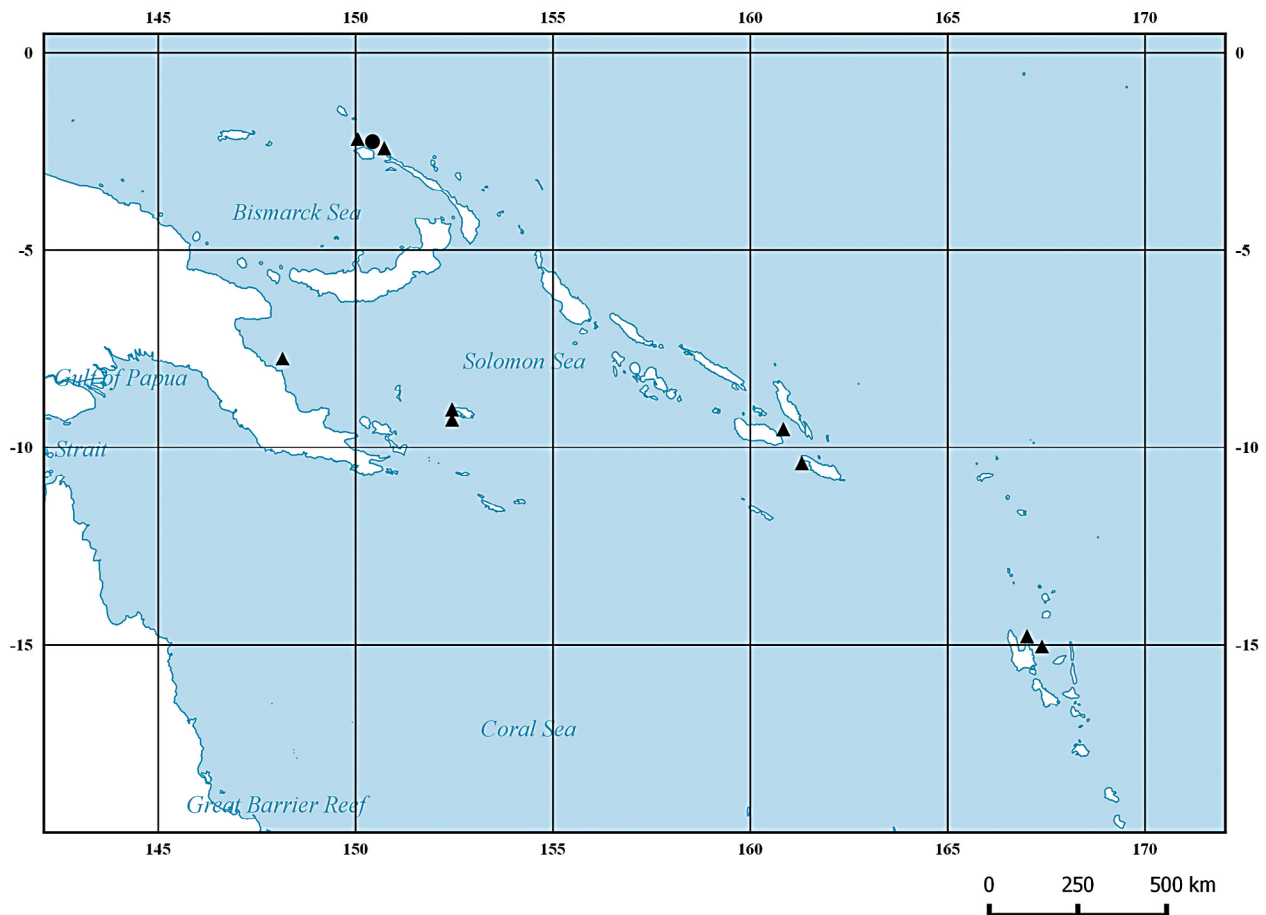 145 150 155 160 165 170
0 0
Bismarck Sea
-5 -5
Solomon Sea
Gulf of Papua
-10 -10
Strait
-15 -15
Coral Sea
Great Barrier Reef
145 150 155 160 165 170
0 250 500 km